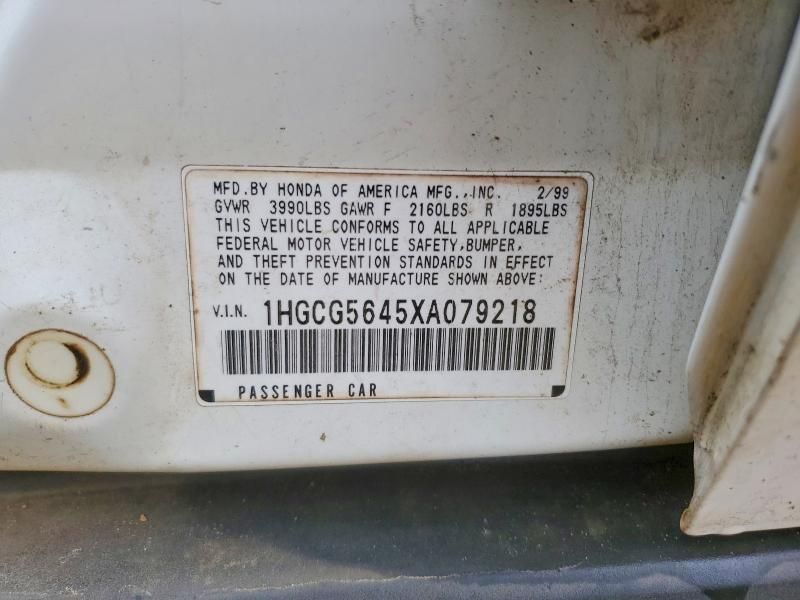 MFD.BY HONDA OF AMERICA MFG.,INC. 2/99
GVWR 3990LBS GAWR F 2160LBS R 1895LBS
THIS VEHICLE CONFORMS TO ALL APPLICABLE
FEDERAL MOTOR VEHICLE SAFETY,BUMPER,
AND THEFT PREVENTION STANDARDS IN EFFECT
ON THE DATE OF MANUFACTURE SHOWN ABOVE:
V.I.N. 1HGCG5645XA079218
PASSENGER CAR